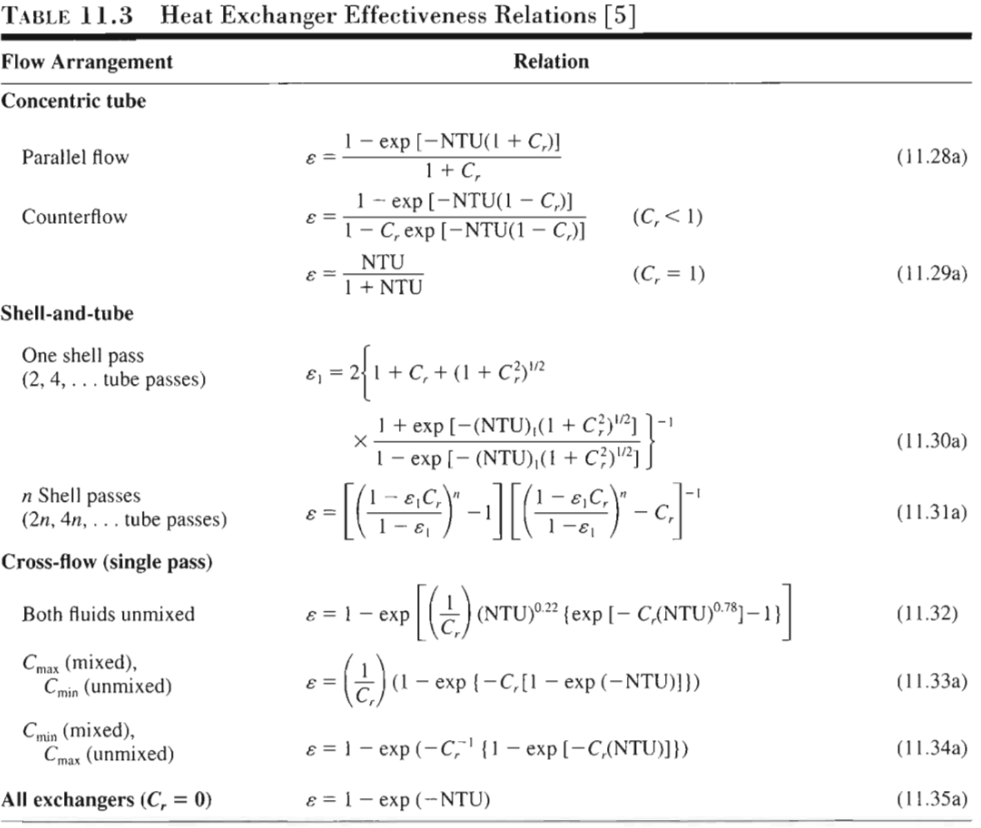 TABLE 11.3 Heat Exchanger Effectiveness Relations [5]
Flow Arrangement Relation
Concentric tube
Parallel flow ε = \frac{1 − exp [−NTU(1 + C_r)]}{1 + C_r} (11.28a)
Counterflow ε = \frac{1 − exp [−NTU(1 − C_r)]}{1 − C_r exp [−NTU(1 − C_r)]} (C_r < 1)
ε = \frac{NTU}{1 + NTU} (C_r = 1) (11.29a)
Shell-and-tube
One shell pass
(2, 4, . . . tube passes) ε_1 = 2{1 + C_r + (1 + C_r^2)^{1/2}
× \frac{1 + exp [−(NTU)_1(1 + C_r^2)^{1/2}]}{1 − exp [− (NTU)_1(1 + C_r^2)^{1/2}]}}^{−1} (11.30a)
n Shell passes
(2n, 4n, . . . tube passes) ε = [(\frac{1 − ε_1C_r}{1 − ε_1})^n −1][(\frac{1 − ε_1C_r}{1 −ε_1})^n − C_r]^{−1} (11.31a)
Cross-flow (single pass)
Both fluids unmixed ε = 1 − exp [(\frac{1}{C_r}) (NTU)^{0.22} {exp [− C_r(NTU)^{0.78}]−1}] (11.32)
C_max (mixed),
C_min (unmixed) ε = (\frac{1}{C_r}) (1 − exp {−C_r[1 − exp (−NTU)]}) (11.33a)
C_min (mixed),
C_max (unmixed) ε = 1 − exp (−C_r^{−1} {1 − exp [−C_r(NTU)]}) (11.34a)
All exchangers (C_r = 0) ε = 1 − exp (−NTU) (11.35a)